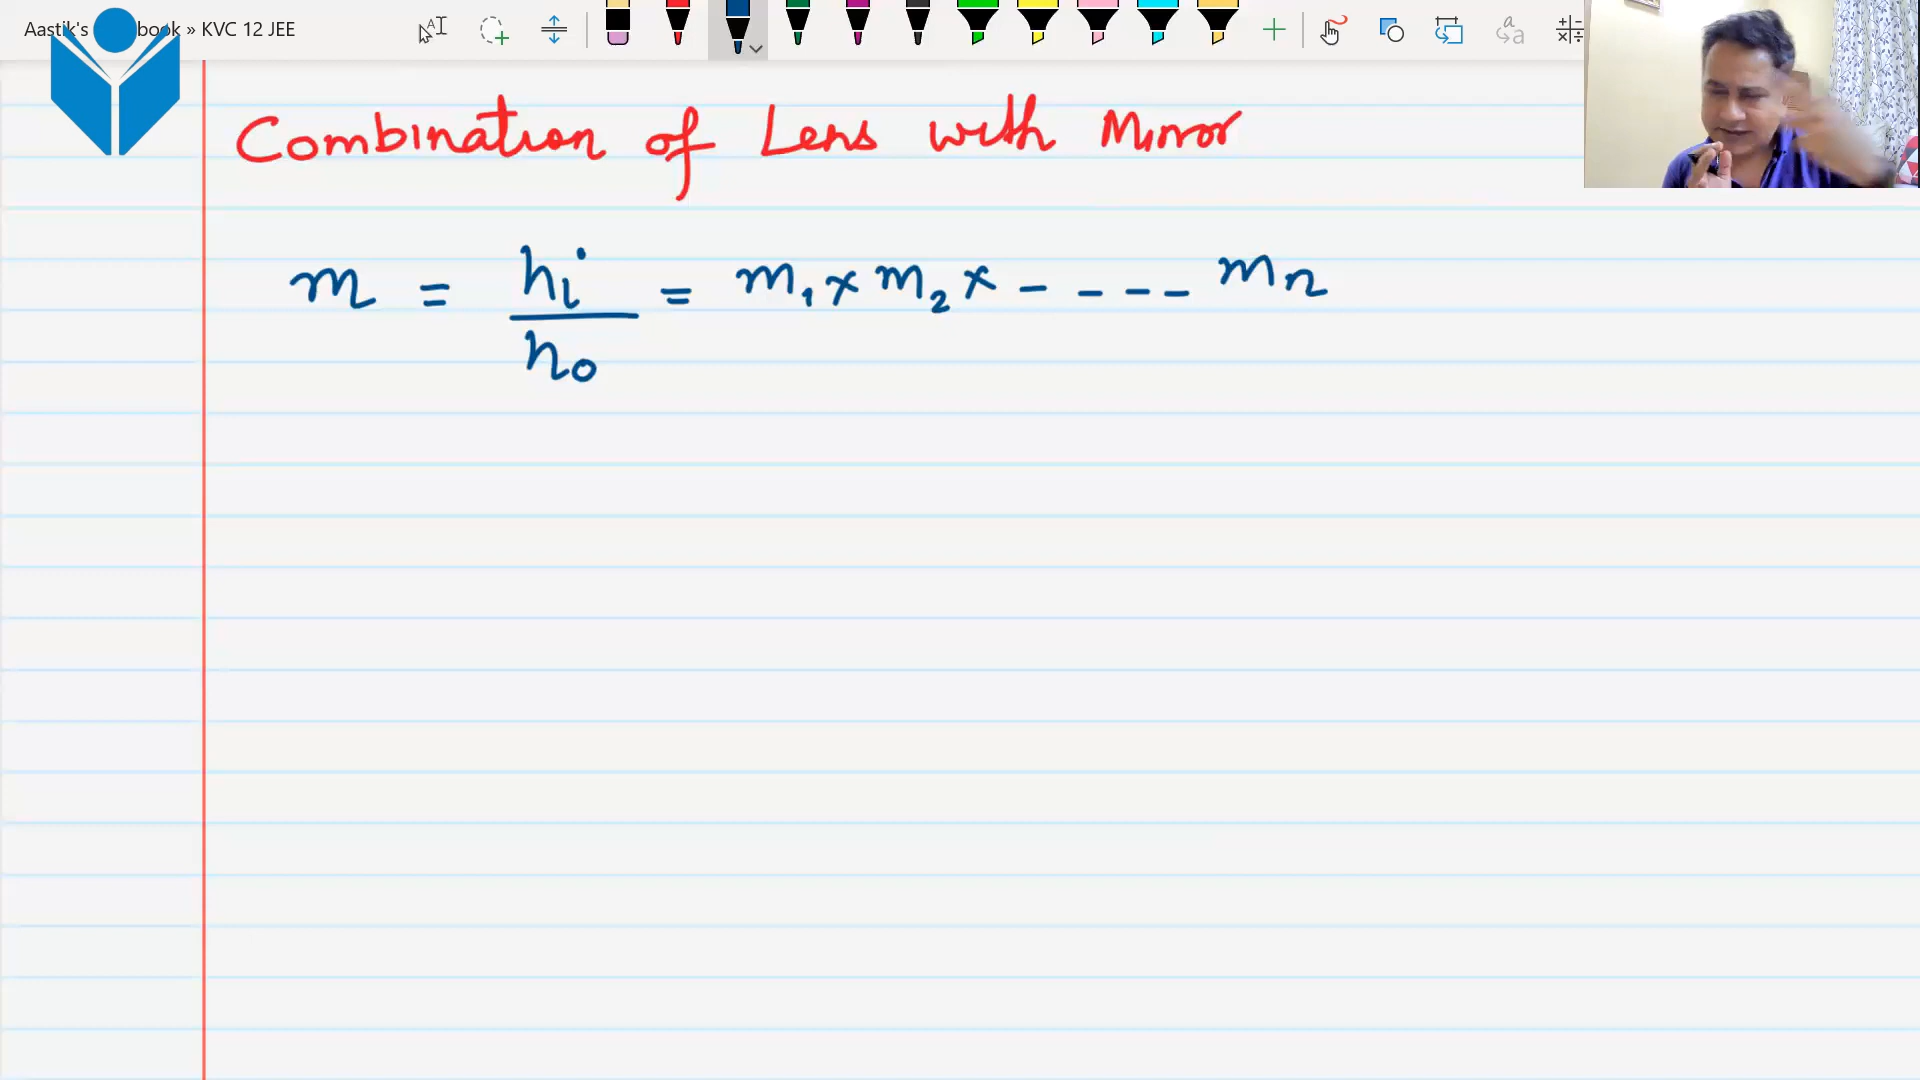 Aastik's book » KVC 12 JEE
Combination of Lens with Mirror
m = hi/ho = m1 × m2 × - - - - mn